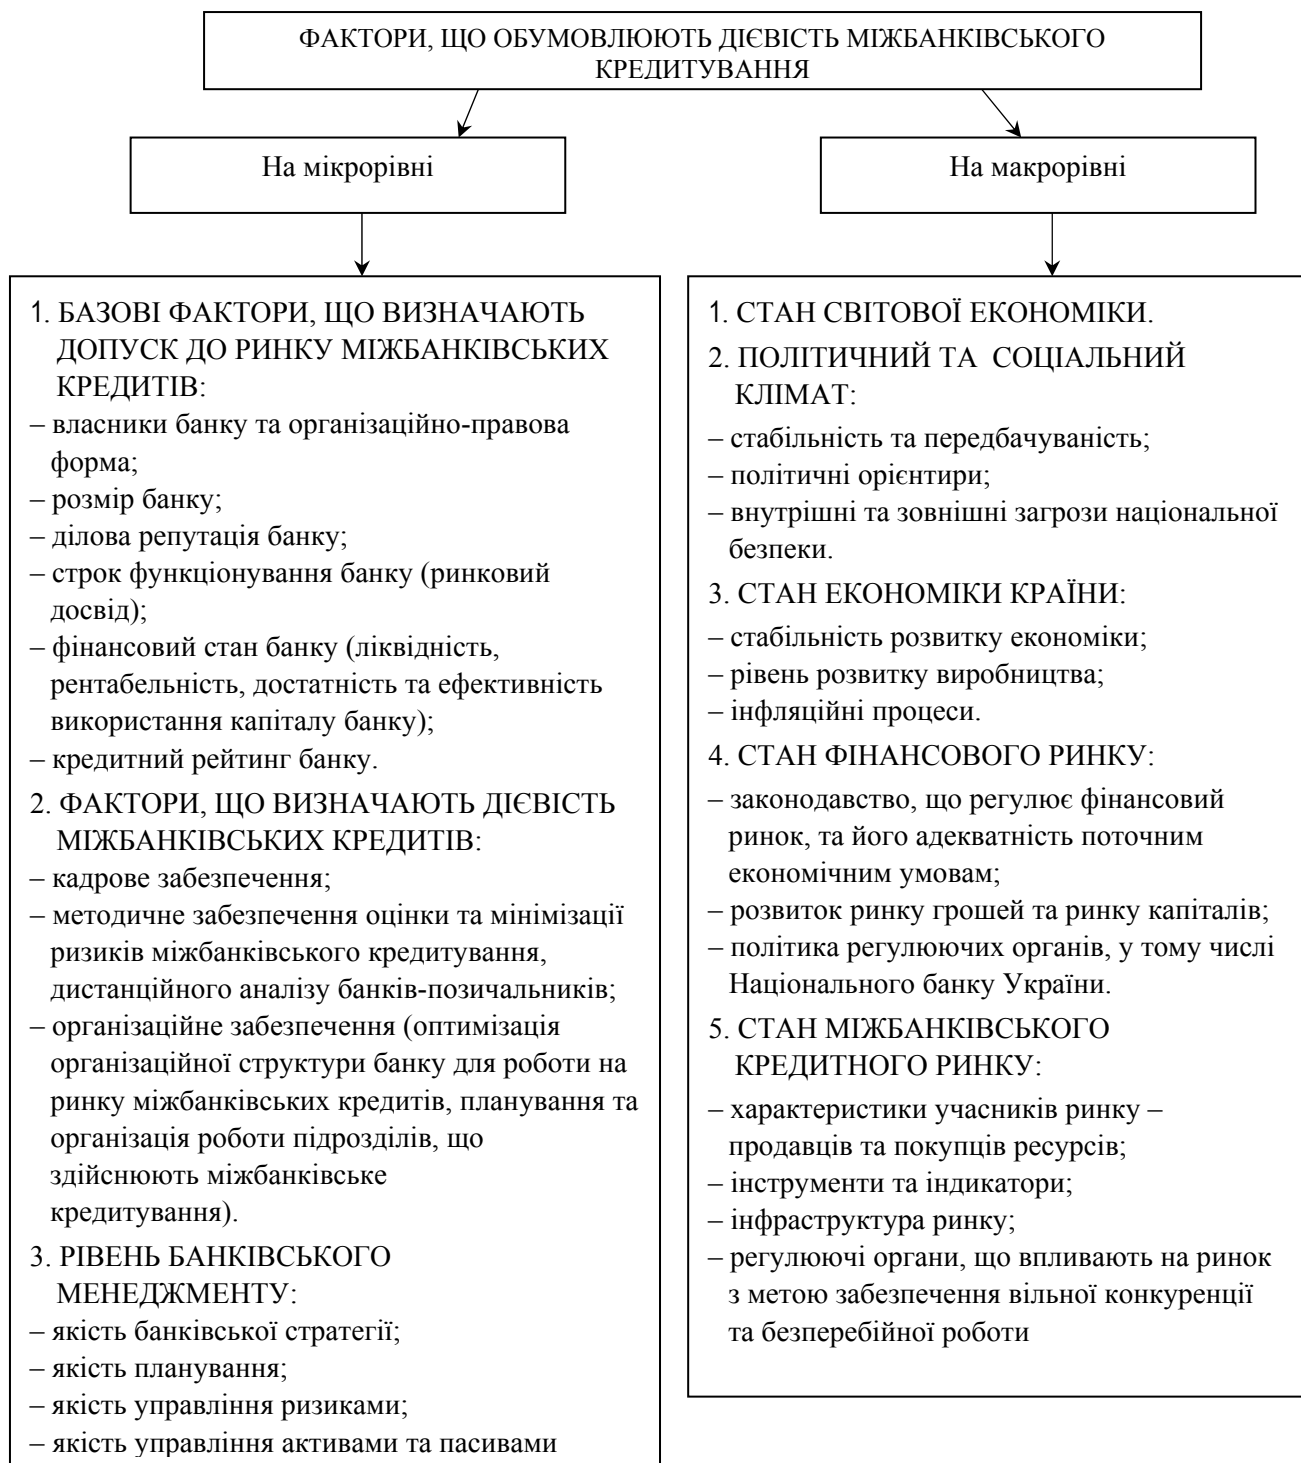 ФАКТОРИ, ЩО ОБУМОВЛЮЮТЬ ДІЄВІСТЬ МІЖБАНКІВСЬКОГО
КРЕДИТУВАННЯ
На мікрорівні
1. БАЗОВІ ФАКТОРИ, ЩО ВИЗНАЧАЮТЬ
ДОПУСК ДО РИНКУ МІЖБАНКІВСЬКИХ
КРЕДИТІВ:
– власники банку та організаційно-правова
форма;
– розмір банку;
– ділова репутація банку;
– строк функціонування банку (ринковий
досвід);
– фінансовий стан банку (ліквідність,
рентабельність, достатність та ефективність
використання капіталу банку);
– кредитний рейтинг банку.
2. ФАКТОРИ, ЩО ВИЗНАЧАЮТЬ ДІЄВІСТЬ
МІЖБАНКІВСЬКИХ КРЕДИТІВ:
– кадрове забезпечення;
– методичне забезпечення оцінки та мінімізації
ризиків міжбанківського кредитування,
дистанційного аналізу банків-позичальників;
– організаційне забезпечення (оптимізація
організаційної структури банку для роботи на
ринку міжбанківських кредитів, планування та
організація роботи підрозділів, що
здійснюють міжбанківське
кредитування).
3. РІВЕНЬ БАНКІВСЬКОГО
МЕНЕДЖМЕНТУ:
– якість банківської стратегії;
– якість планування;
– якість управління ризиками;
– якість управління активами та пасивами
На макрорівні
1. СТАН СВІТОВОЇ ЕКОНОМІКИ.
2. ПОЛІТИЧНИЙ ТА СОЦІАЛЬНИЙ
КЛІМАТ:
– стабільність та передбачуваність;
– політичні орієнтири;
– внутрішні та зовнішні загрози національної
безпеки.
3. СТАН ЕКОНОМІКИ КРАЇНИ:
– стабільність розвитку економіки;
– рівень розвитку виробництва;
– інфляційні процеси.
4. СТАН ФІНАНСОВОГО РИНКУ:
– законодавство, що регулює фінансовий
ринок, та його адекватність поточним
економічним умовам;
– розвиток ринку грошей та ринку капіталів;
– політика регулюючих органів, у тому числі
Національного банку України.
5. СТАН МІЖБАНКІВСЬКОГО
КРЕДИТНОГО РИНКУ:
– характеристики учасників ринку –
продавців та покупців ресурсів;
– інструменти та індикатори;
– інфраструктура ринку;
– регулюючі органи, що впливають на ринок
з метою забезпечення вільної конкуренції
та безперебійної роботи